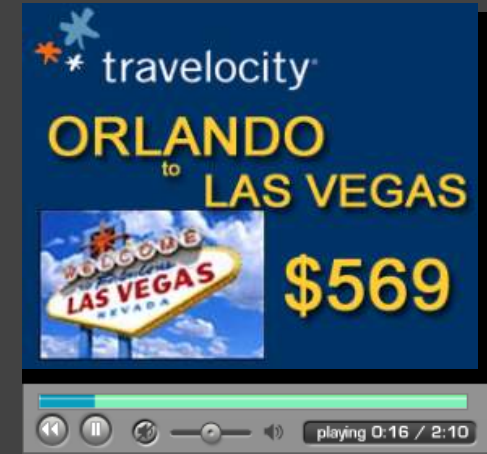 travelocity
ORLANDO
to
LAS VEGAS
WELCOME
to Fabulous
LAS VEGAS
NEVADA
$569
playing 0:16 / 2:10